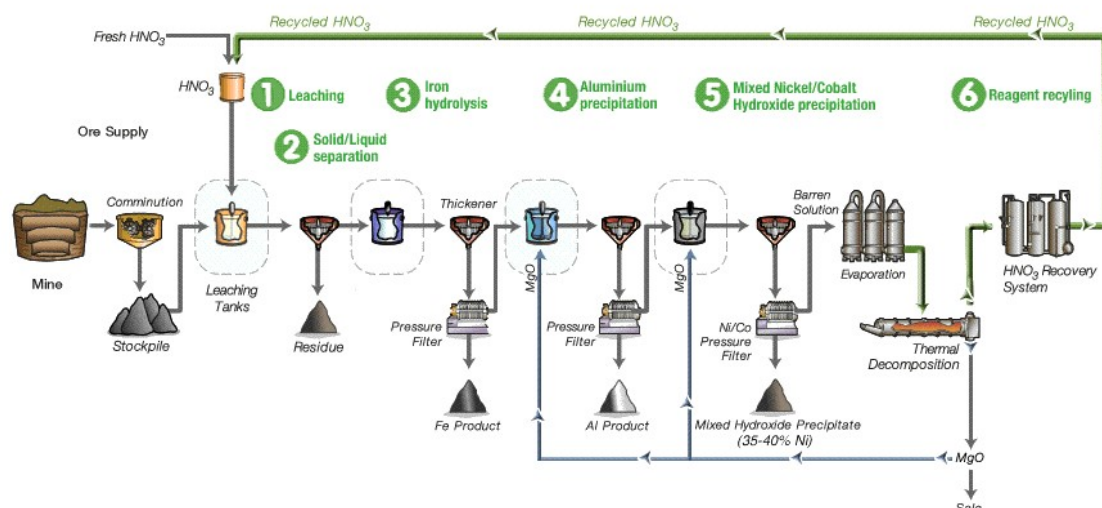 Recycled HNO₃
Recycled HNO₃
Recycled HNO₃
Fresh HNO₃
HNO₃
1 Leaching
2 Solid/Liquid
separation
3 Iron
hydrolysis
4 Aluminium
precipitation
5 Mixed Nickel/Cobalt
Hydroxide precipitation
6 Reagent recyling
Ore Supply
Mine
Comminution
Stockpile
Leaching
Tanks
Residue
Thickener
Pressure
Filter
Fe Product
MgO
Pressure
Filter
Al Product
MgO
Ni/Co
Pressure
Filter
Mixed Hydroxide Precipitate
(35-40% Ni)
Barren
Solution
Evaporation
Thermal
Decomposition
HNO₃ Recovery
System
MgO
Sale